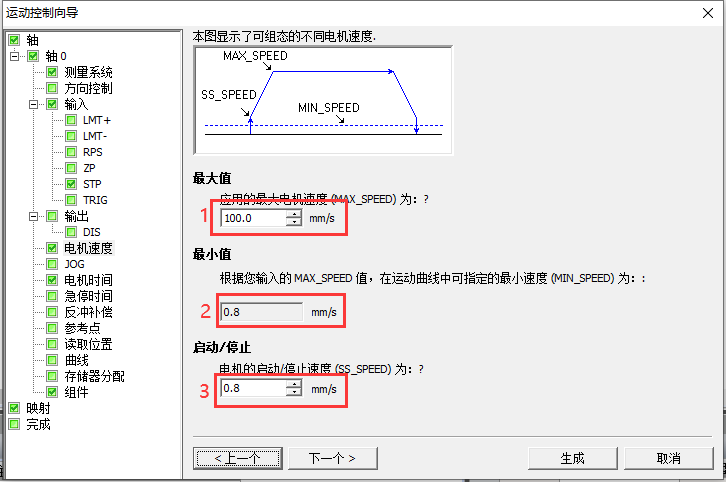 运动控制向导
轴
轴 0
测量系统
方向控制
输入
LMT+
LMT-
RPS
ZP
STP
TRIG
输出
DIS
电机速度
JOG
电机时间
急停时间
反冲补偿
参考点
读取位置
曲线
存储器分配
组件
映射
完成
本图显示了可组态的不同电机速度.
MAX_SPEED
SS_SPEED
MIN_SPEED
最大值
应用的最大电机速度 (MAX_SPEED) 为：?
1
100.0 mm/s
最小值
根据您输入的 MAX_SPEED 值，在运动曲线中可指定的最小速度 (MIN_SPEED) 为：:
2
0.8 mm/s
启动/停止
电机的启动/停止速度 (SS_SPEED) 为：?
3
0.8 mm/s
< 上一个
下一个 >
生成
取消